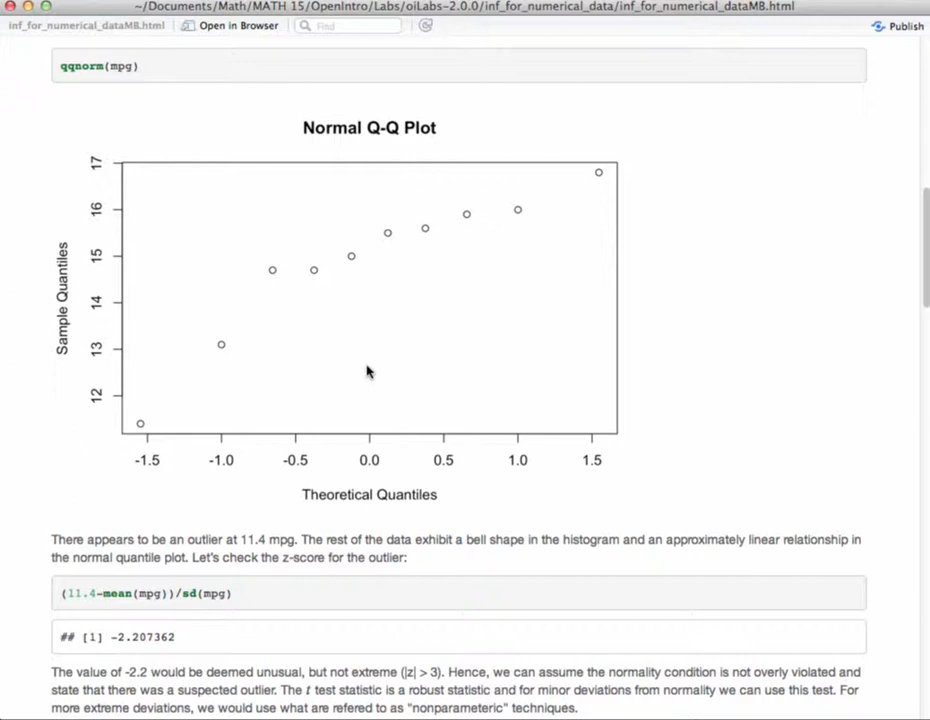 ~/Documents/Math/MATH 15/OpenIntro/Labs/oiLabs-2.0.0/inf_for_numerical_data/inf_for_numerical_dataMB.html
inf_for_numerical_dataMB.html Open in Browser Find Publish
qqnorm(mpg)
Normal Q-Q Plot
17
16
15
14
13
12
Sample Quantiles
-1.5 -1.0 -0.5 0.0 0.5 1.0 1.5
Theoretical Quantiles
There appears to be an outlier at 11.4 mpg. The rest of the data exhibit a bell shape in the histogram and an approximately linear relationship in
the normal quantile plot. Let's check the z-score for the outlier:
(11.4-mean(mpg))/sd(mpg)
## [1] -2.207362
The value of -2.2 would be deemed unusual, but not extreme (|z| > 3). Hence, we can assume the normality condition is not overly violated and
state that there was a suspected outlier. The t test statistic is a robust statistic and for minor deviations from normality we can use this test. For
more extreme deviations, we would use what are refered to as "nonparameteric" techniques.